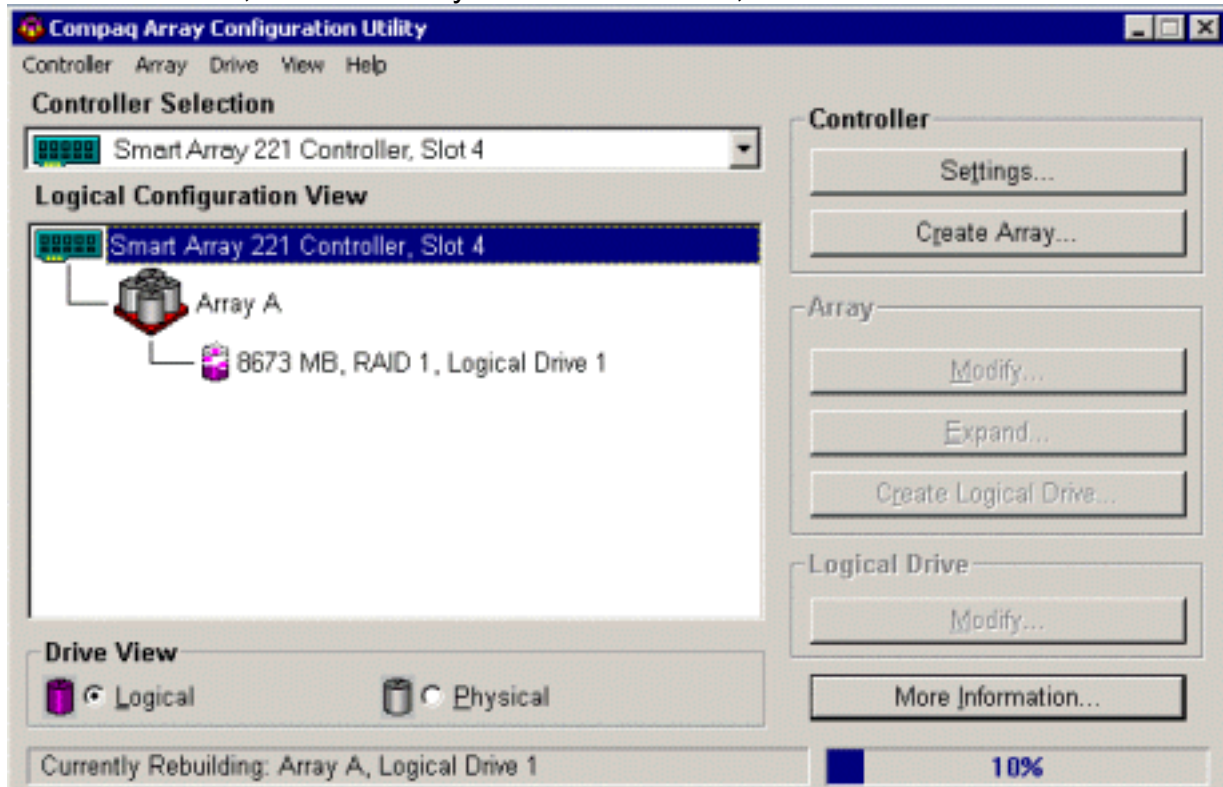 Compaq Array Configuration Utility
Controller Array Drive View Help
Controller Selection
Smart Array 221 Controller, Slot 4
Logical Configuration View
Smart Array 221 Controller, Slot 4
Array A
8673 MB, RAID 1, Logical Drive 1
Drive View
Logical Physical
Currently Rebuilding: Array A, Logical Drive 1
Controller
Settings...
Create Array...
Array
Modify...
Expand...
Create Logical Drive...
Logical Drive
Modify...
More Information...
10%